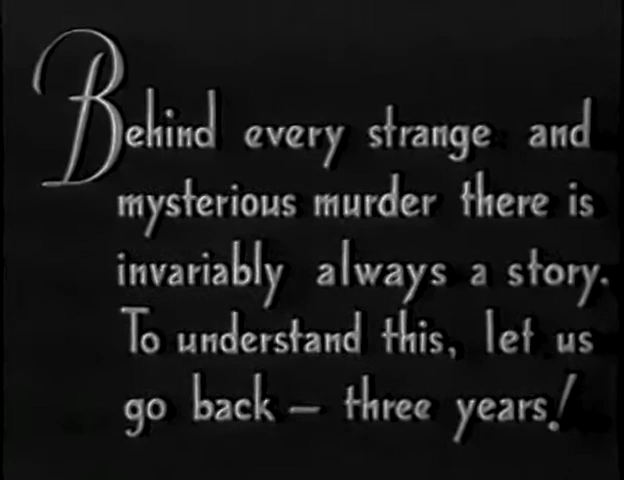 Behind every strange and
mysterious murder there is
invariably always a story.
To understand this, let us
go back — three years!